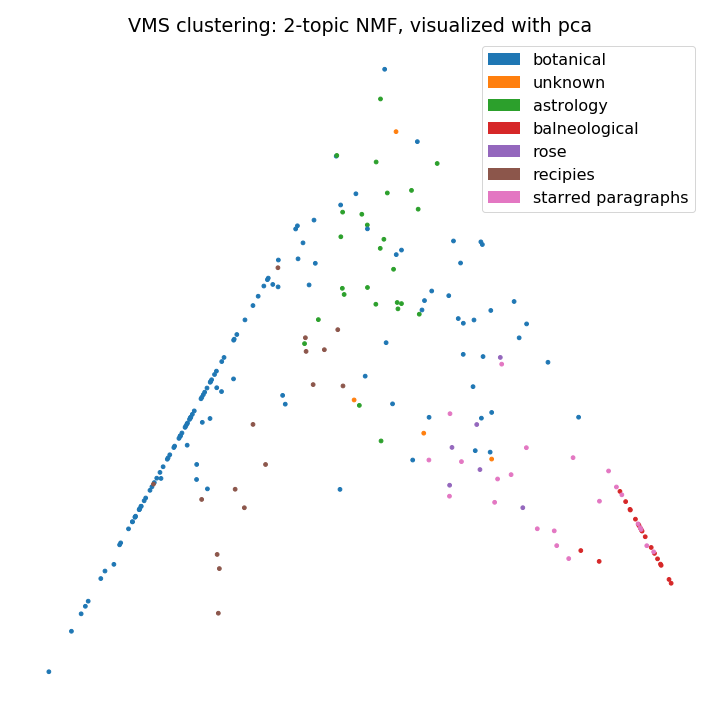 VMS clustering: 2-topic NMF, visualized with pca
botanical
unknown
astrology
balneological
rose
recipies
starred paragraphs